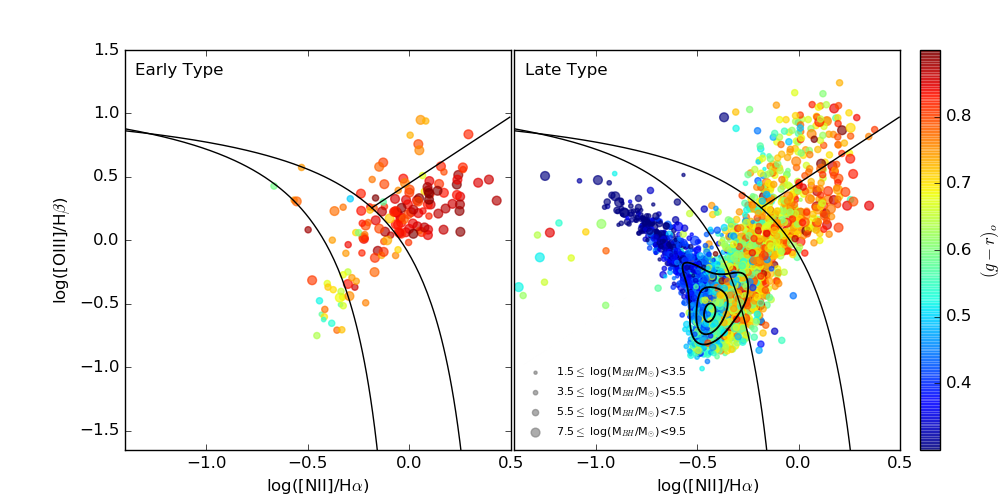 Early Type
Late Type
1.5
1.0
0.5
0.0
−0.5
−1.0
−1.5
log([OIII]/Hβ)
−1.0
−0.5
0.0
0.5
log([NII]/Hα)
1.5≤ log(M_BH/M_⊙)<3.5
3.5≤ log(M_BH/M_⊙)<5.5
5.5≤ log(M_BH/M_⊙)<7.5
7.5≤ log(M_BH/M_⊙)<9.5
−1.0
−0.5
0.0
0.5
log([NII]/Hα)
0.8
0.7
0.6
0.5
0.4
(g − r)_o